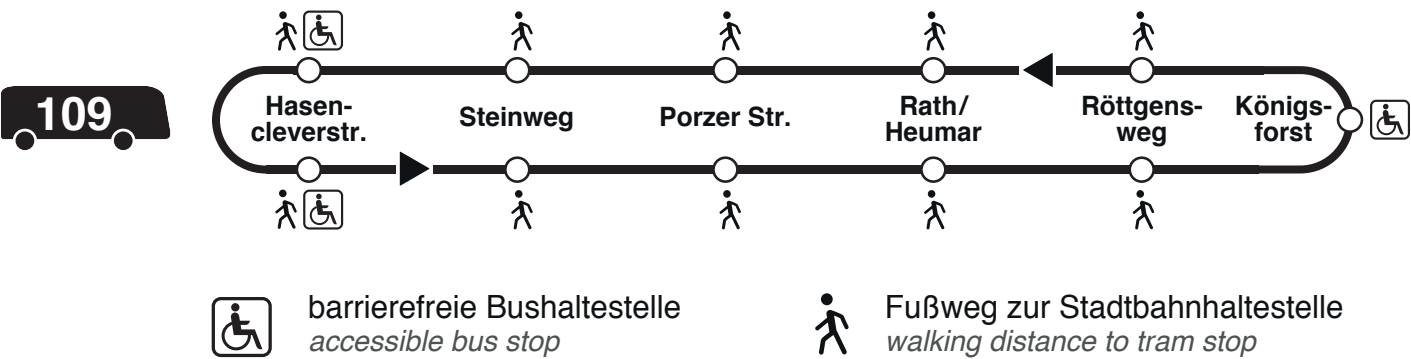 109
Hasen-
cleverstr.
Steinweg
Porzer Str.
Rath/
Heumar
Röttgens-
weg
Königs-
forst
barrierefreie Bushaltestelle
accessible bus stop
Fußweg zur Stadtbahnhaltestelle
walking distance to tram stop